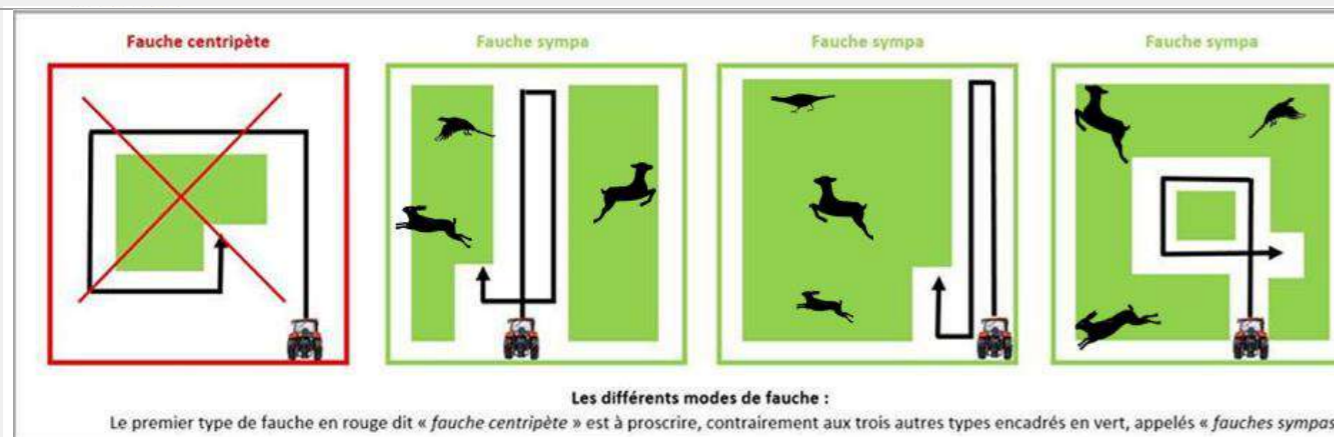 Fauche centripète
Fauche sympa
Fauche sympa
Fauche sympa
Les différents modes de fauche :
Le premier type de fauche en rouge dit « fauche centripète » est à proscrire, contrairement aux trois autres types encadrés en vert, appelés « fauches sympas